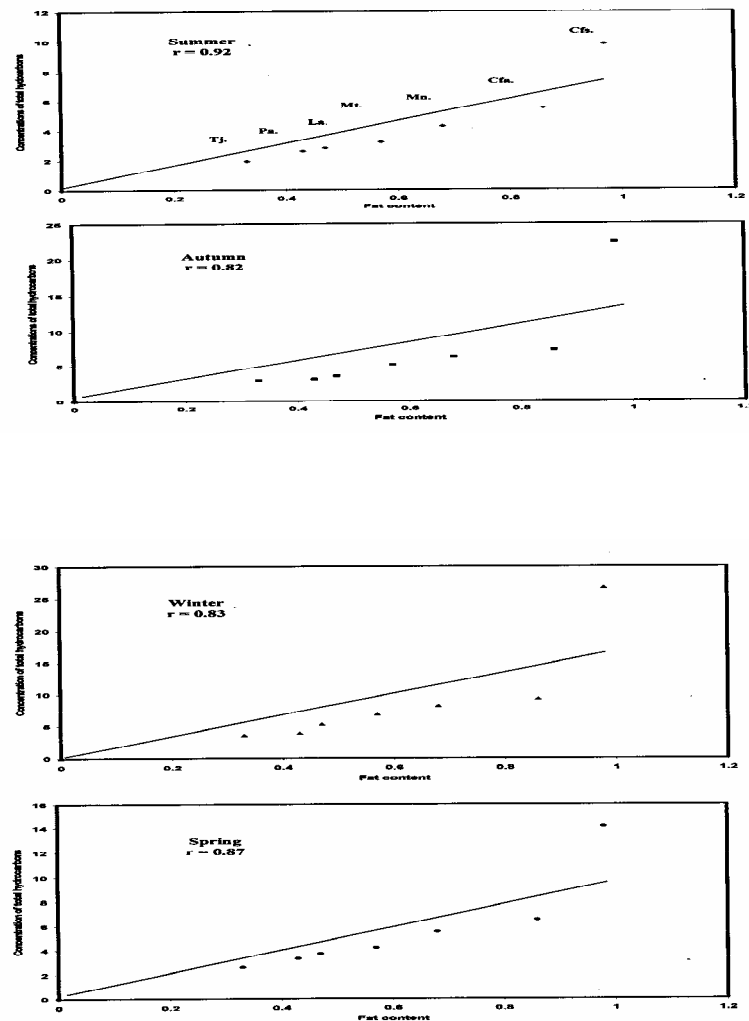 12
10
8
6
4
2
0
Concentrations of total hydrocarbons
Summer
r = 0.92
Tj.
Pa.
La.
Mn.
Cfa.
Cfs.
0 0.2 0.4 0.6 0.8 1 1.2
Fat content
25
20
15
10
5
0
Concentrations of total hydrocarbons
Autumn
r = 0.82
0 0.2 0.4 0.6 0.8 1
Fat content
30
25
20
15
10
5
0
Concentration of total hydrocarbons
Winter
r = 0.83
0 0.2 0.4 0.6 0.8 1 1.2
Fat content
16
14
12
10
8
6
4
2
0
Concentration of total hydrocarbons
Spring
r = 0.87
0 0.2 0.4 0.6 0.8 1 1.2
Fat content